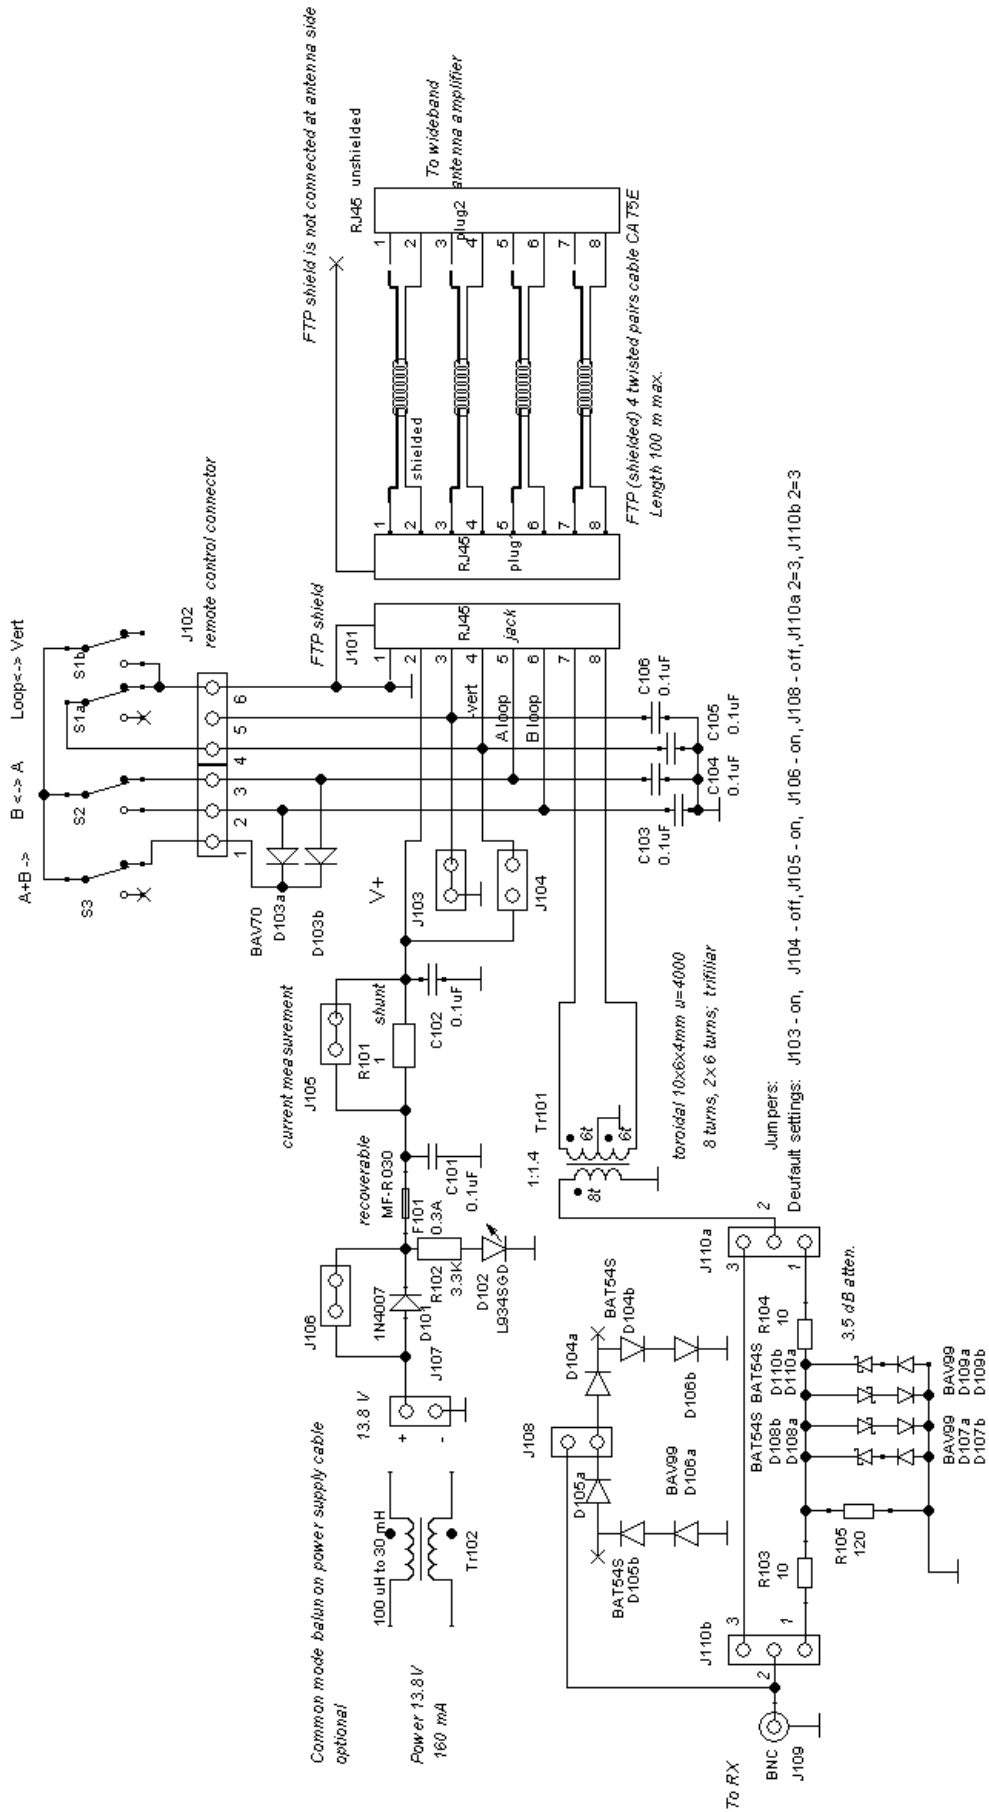 Common mode balun on power supply cable
optional
100 uH to 30 mH
Tr102
Power 13.8V
160 mA
13.8 V
+
-
J107
J106
1N4007
D101
R102
3.3K
D102
L934SGD
recoverable
MF-R030
F101
0.3A
C101
0.1uF
current measurement
J105
R101
1
shunt
C102
0.1uF
V+
J103
J104
A+B ->
B <-> A
Loop<-> Vert
S3
S2
S1a
S1b
BAV70
D103a
D103b
1
2
3
4
5
6
J102
remote control connector
FTP shield
J101
1
2
3
4
5
6
7
8
RJ45
jack
-vert
A loop
B loop
C103
0.1uF
C104
0.1uF
C105
0.1uF
C106
0.1uF
RJ45
plug
1
2
3
4
5
6
7
8
shielded
1
2
3
4
5
6
7
8
plug2
RJ45 unshielded
To wideband
antenna amplifier
FTP shield is not connected at antenna side
FTP (shielded) 4 twisted pairs cable CAT5E
Length 100 m max.
Tr101
1:1.4
8t
6t
6t
toroidal 10x6x4mm u=4000
8 turns, 2x6 turns; trifiliar
Jumpers:
Deufault settings: J103 - on, J104 - off, J105 - on, J106 - on, J108 - off, J110a 2=3, J110b 2=3
J108
D104a
BAT54S
D104b
D106b
D105a
BAT54S
D105b
BAV99
D106a
To RX
BNC
J109
J110b
3
2
1
R103
10
R105
120
BAT54S
D108b
D108a
BAT54S
D110b
D110a
BAV99
D107a
D107b
BAV99
D109a
D109b
R104
10
3.5 dB atten.
J110a
3
2
1